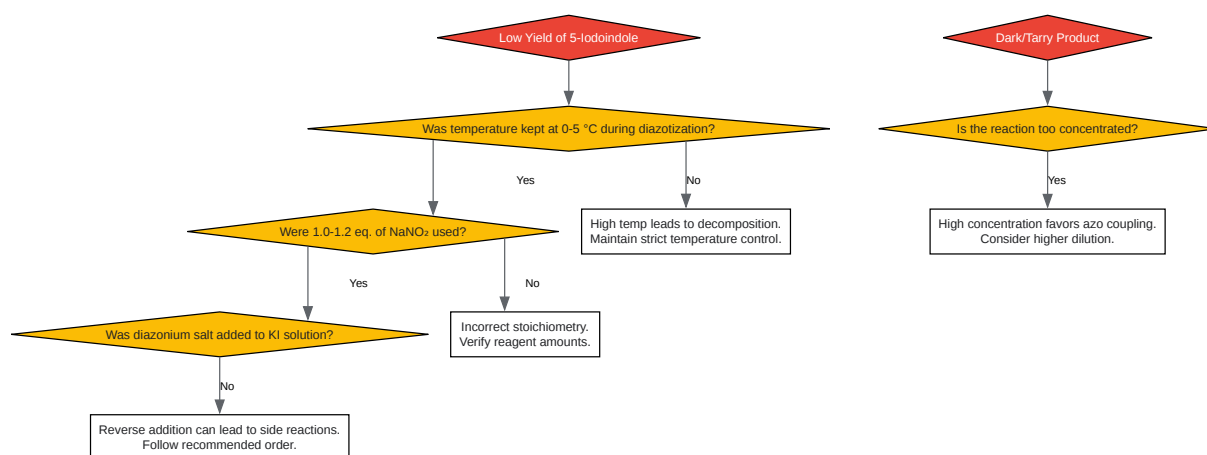 Low Yield of 5-Iodoindole
Dark/Tarry Product
Was temperature kept at 0-5 °C during diazotization?
Is the reaction too concentrated?
Yes
No
Yes
Were 1.0-1.2 eq. of NaNO₂ used?
High temp leads to decomposition.
Maintain strict temperature control.
High concentration favors azo coupling.
Consider higher dilution.
Yes
No
Was diazonium salt added to KI solution?
Incorrect stoichiometry.
Verify reagent amounts.
No
Reverse addition can lead to side reactions.
Follow recommended order.